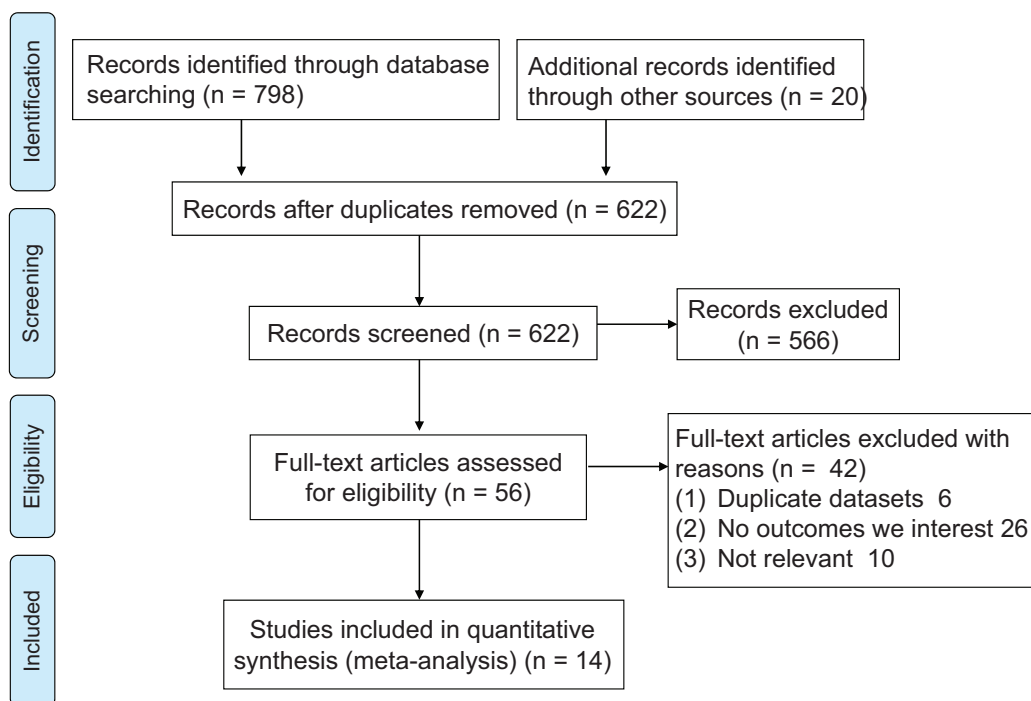 Identification
Records identified through database
searching (n = 798)
Additional records identified
through other sources (n = 20)
Records after duplicates removed (n = 622)
Screening
Records screened (n = 622)
Records excluded
(n = 566)
Eligibility
Full-text articles assessed
for eligibility (n = 56)
Full-text articles excluded with
reasons (n = 42)
(1) Duplicate datasets 6
(2) No outcomes we interest 26
(3) Not relevant 10
Included
Studies included in quantitative
synthesis (meta-analysis) (n = 14)